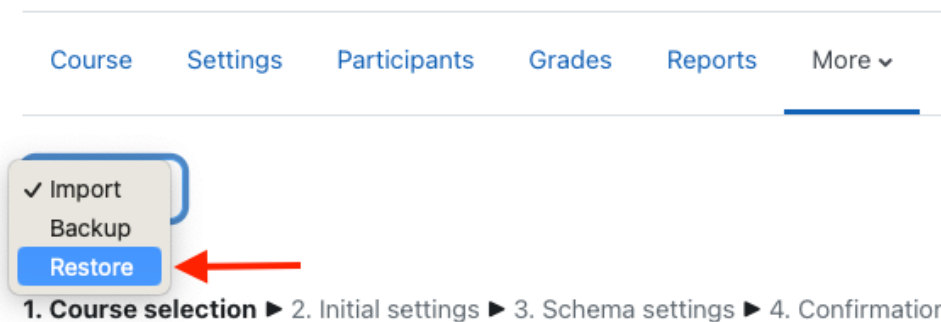 Course Settings Participants Grades Reports More
✓ Import
Backup
Restore
1. Course selection ► 2. Initial settings ► 3. Schema settings ► 4. Confirmation